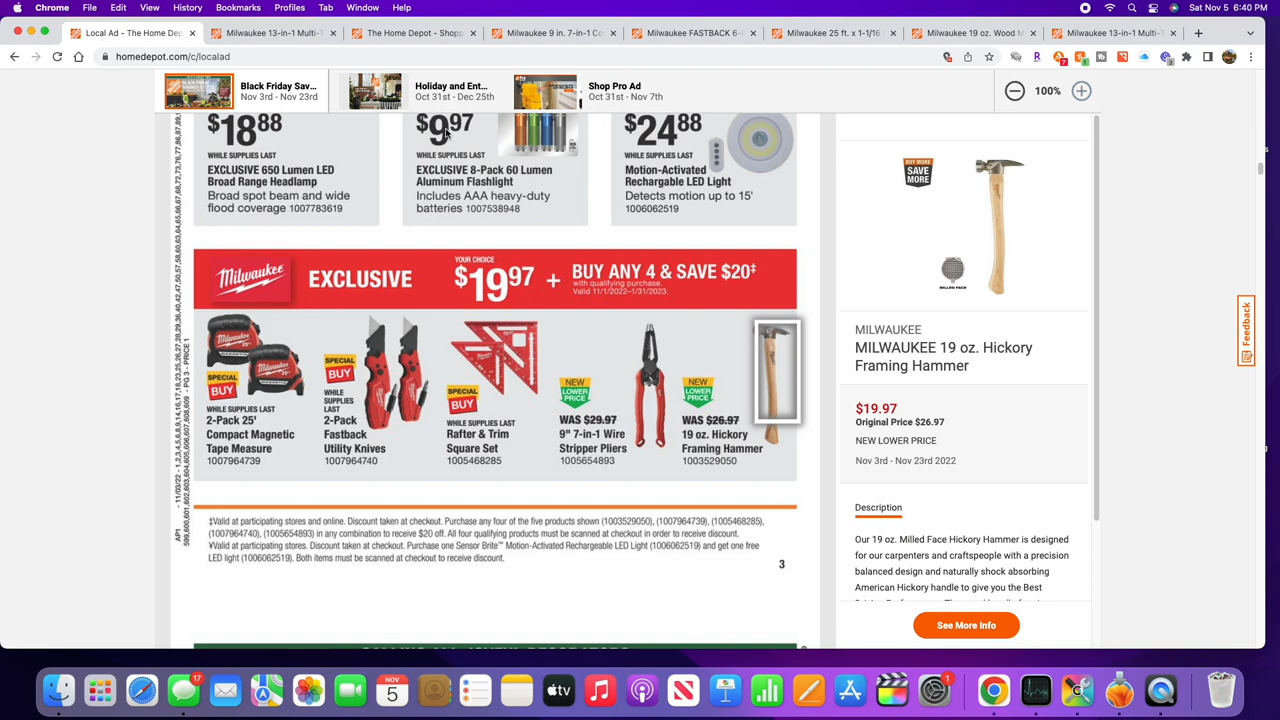 Chrome File Edit View History Bookmarks Profiles Tab Window Help
Sat Nov 5 6:40 PM
Local Ad - The Home Dep
Milwaukee 13-in-1 Multi-T
The Home Depot - Shopp
Milwaukee 9 in. 7-in-1 Co
Milwaukee FASTBACK 6-
Milwaukee 25 ft. x 1-1/16
Milwaukee 19 oz. Wood M
Milwaukee 13-in-1 Multi-T
homedepot.com/c/localad
Black Friday Sav...
Nov 3rd - Nov 23rd
Holiday and Ent...
Oct 31st - Dec 25th
Shop Pro Ad
Oct 31st - Nov 7th
100%
$18 88
WHILE SUPPLIES LAST
EXCLUSIVE 650 Lumen LED
Broad Range Headlamp
Broad spot beam and wide
flood coverage 1007783619
$9 97
WHILE SUPPLIES LAST
EXCLUSIVE 8-Pack 60 Lumen
Aluminum Flashlight
Includes AAA heavy-duty
batteries 1007538948
$24 88
WHILE SUPPLIES LAST
Motion-Activated
Rechargable LED Light
Detects motion up to 15'
1006062519
Milwaukee
EXCLUSIVE
YOUR CHOICE
$19 97 +
BUY ANY 4 & SAVE $20‡
with qualifying purchase.
Valid 11/1/2022–1/31/2023.
SPECIAL BUY
WHILE SUPPLIES LAST
2-Pack 25'
Compact Magnetic
Tape Measure
1007964739
SPECIAL BUY
WHILE
SUPPLIES
LAST
2-Pack
Fastback
Utility Knives
1007964740
SPECIAL BUY
WHILE SUPPLIES LAST
Rafter & Trim
Square Set
1005468285
NEW LOWER PRICE
WAS $29.97
9" 7-in-1 Wire
Stripper Pliers
1005654893
NEW LOWER PRICE
WAS $26.97
19 oz. Hickory
Framing Hammer
1003529050
‡Valid at participating stores and online. Discount taken at checkout. Purchase any four of the five products shown (1003529050), (1007964739), (1005468285),
(1007964740), (1005654893) in any combination to receive $20 off. All four qualifying products must be scanned at checkout in order to receive discount.
¥Valid at participating stores. Discount taken at checkout. Purchase one Sensor Brite™ Motion-Activated Rechargeable LED Light (1006062519) and get one free
LED light (1006062519). Both items must be scanned at checkout to receive discount.
3
BUY MORE
SAVE
MORE
MILLED FACE
MILWAUKEE
MILWAUKEE 19 oz. Hickory
Framing Hammer
$19.97
Original Price $26.97
NEW LOWER PRICE
Nov 3rd - Nov 23rd 2022
Description
Our 19 oz. Milled Face Hickory Hammer is designed
for our carpenters and craftspeople with a precision
balanced design and naturally shock absorbing
American Hickory handle to give you the Best
See More Info
Feedback
17
NOV
5
tv
1